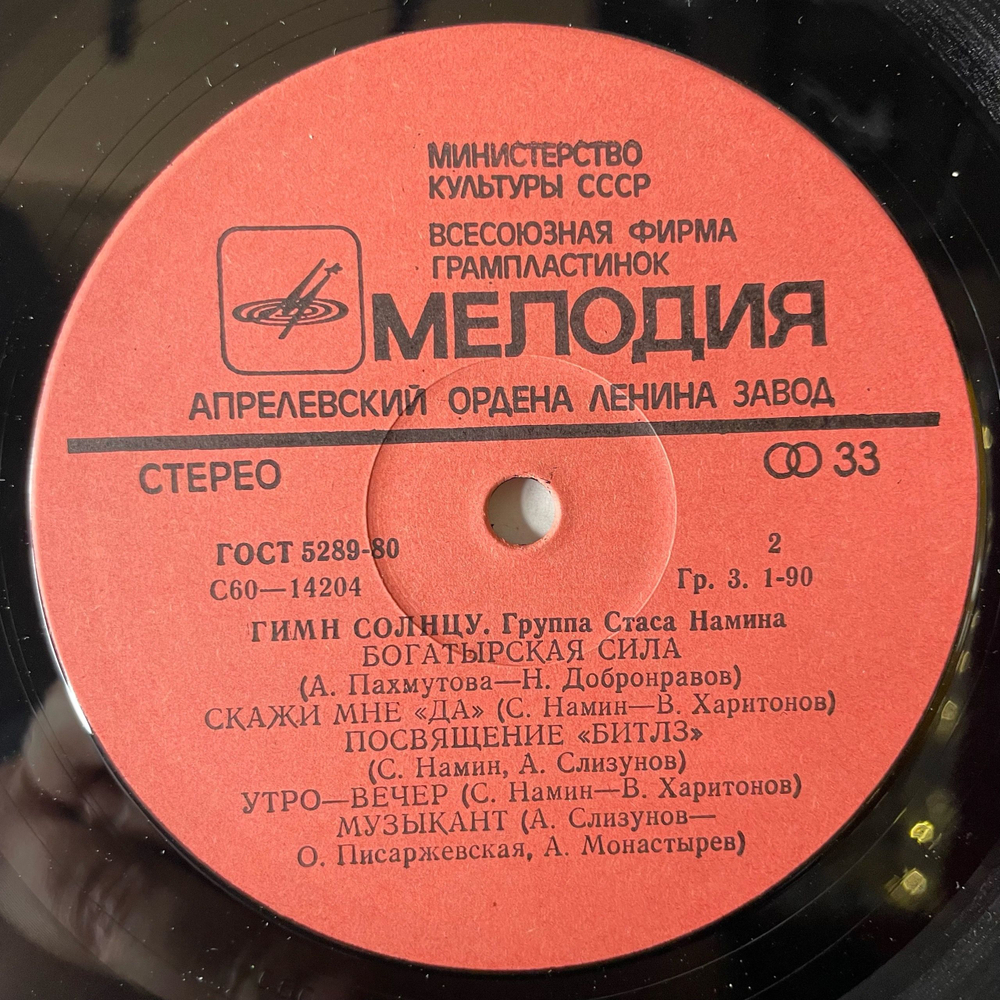 МИНИСТЕРСТВО
КУЛЬТУРЫ СССР
ВСЕСОЮЗНАЯ ФИРМА
ГРАМПЛАСТИНОК
МЕЛОДИЯ
АПРЕЛЕВСКИЙ ОРДЕНА ЛЕНИНА ЗАВОД
СТЕРЕО 33
ГОСТ 5289-80 2
С60—14204 Гр. 3. 1-90
ГИМН СОЛНЦУ. Группа Стаса Намина
БОГАТЫРСКАЯ СИЛА
(А. Пахмутова—Н. Добронравов)
СКАЖИ МНЕ «ДА» (С. Намин—В. Харитонов)
ПОСВЯЩЕНИЕ «БИТЛЗ»
(С. Намин, А. Слизунов)
УТРО—ВЕЧЕР (С. Намин—В. Харитонов)
МУЗЫКАНТ (А. Слизунов—
О. Писаржевская, А. Монастырев)